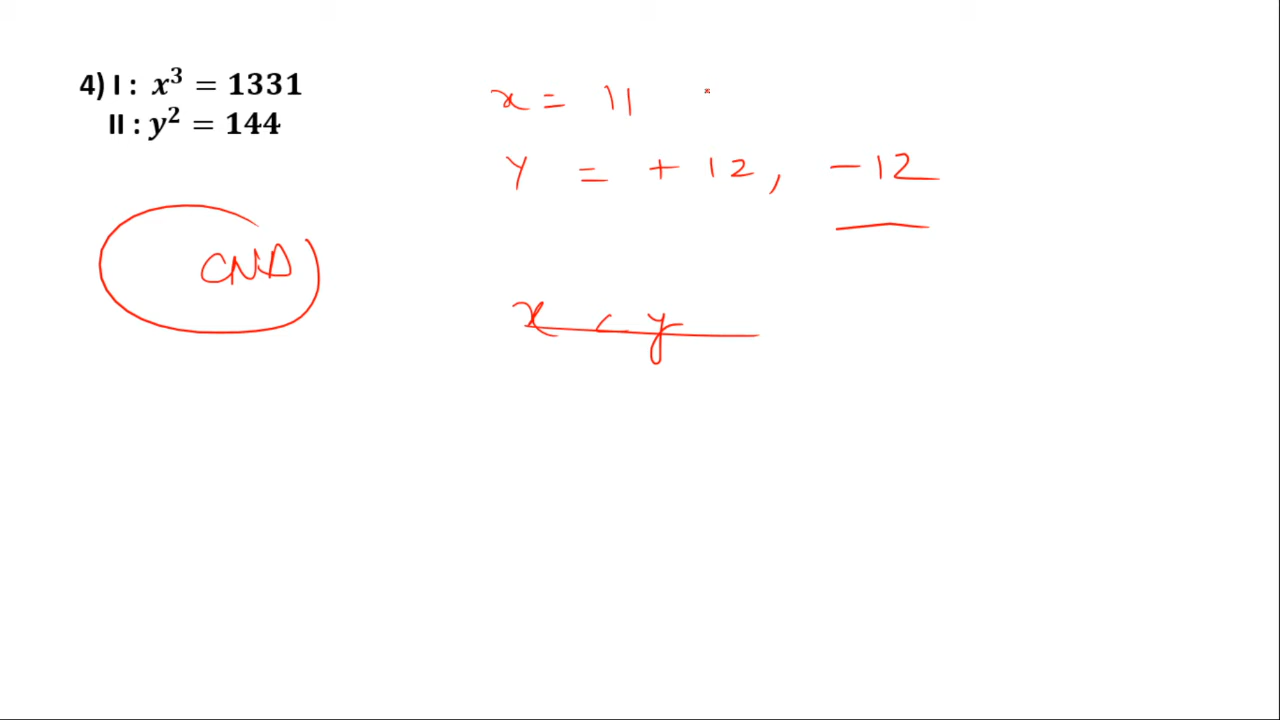 4) I : x³ = 1331
II : y² = 144
x = 11
y = + 12, - 12
CND
x < y